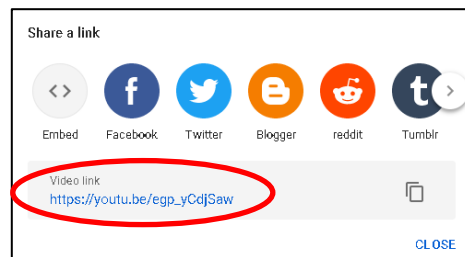 Share a link
Embed Facebook Twitter Blogger reddit Tumblr
Video link
https://youtu.be/egp_yCdjSaw
CLOSE